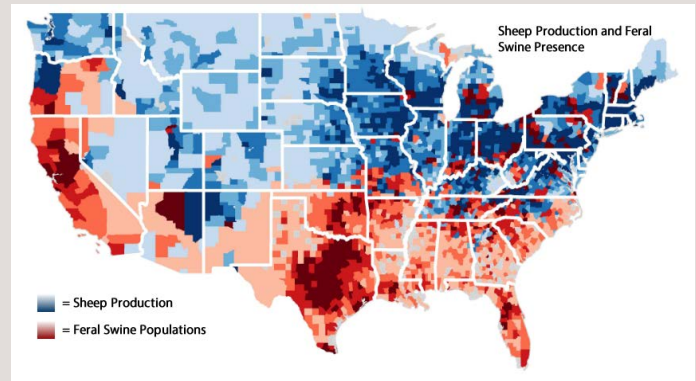 Sheep Production and Feral
Swine Presence
= Sheep Production
= Feral Swine Populations